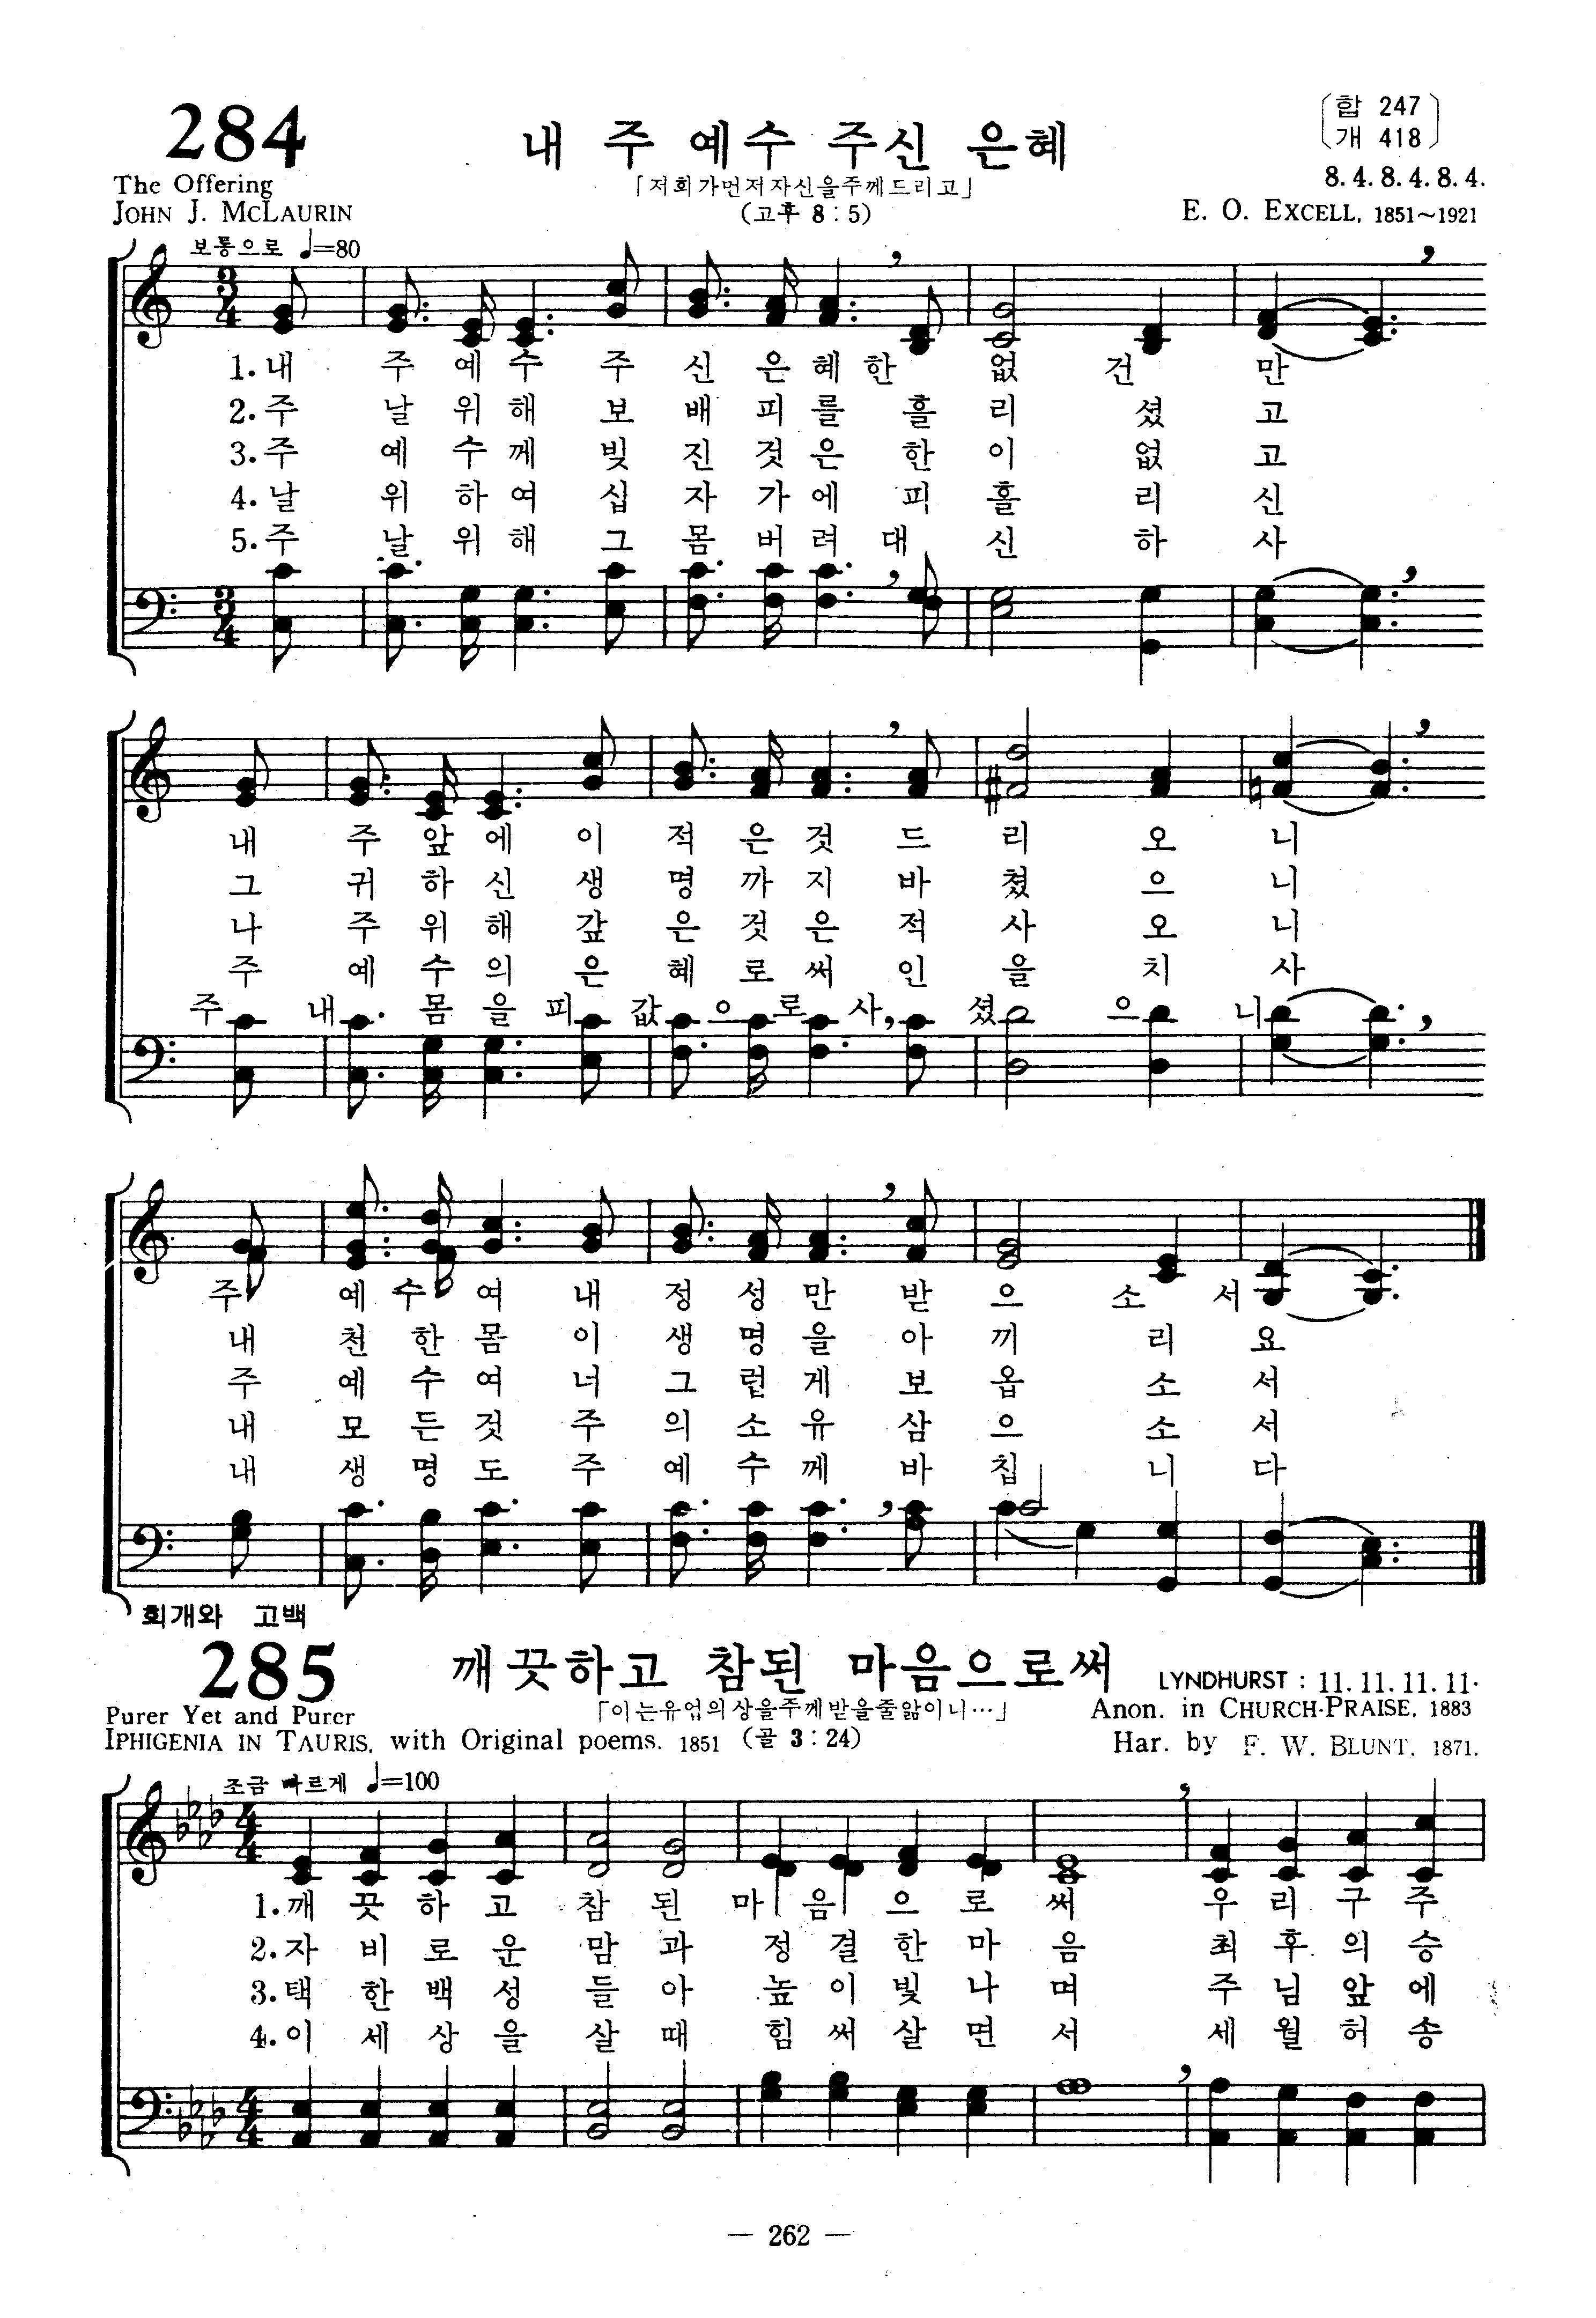 284
내 주 예수 주신 은혜
(합 247
개 418)
The Offering
「저희가먼저자신을주께드리고」
8. 4. 8. 4. 8. 4.
JOHN J. MCLAURIN
(고후 8 : 5)
E. O. EXCELL, 1851~1921
보통으로 ♩=80
1. 내 주 예 수 주 신 은 혜 한 없 건 만
2. 주 날 위 해 보 배 피 를 흘 리 셨 고
3. 주 예 수 께 빚 진 것 은 한 이 없 고
4. 날 위 하 여 십 자 가 에 피 흘 리 신
5. 주 날 위 해 그 몸 버 려 대 신 하 사
내 주 앞 에 이 적 은 것 드 리 오 니
그 귀 하 신 생 명 까 지 바 쳤 으 니
나 주 위 해 갚 은 것 은 적 사 오 니
주 예 수 의 은 혜 로 써 인 을 치 사
주 내 몸 을 피 값 으 로 사 셨 으 니
주 예 수 여 내 정 성 만 받 으 소 서
내 천 한 몸 이 생 명 을 아 끼 리 요
주 예 수 여 너 그 럽 게 보 옵 소 서
내 모 든 것 주 의 소 유 삼 으 소 서
내 생 명 도 주 예 수 께 바 칩 니 다
회개와 고백
285
깨끗하고 참된 마음으로써
LYNDHURST : 11. 11. 11. 11.
Purer Yet and Purer
「이는유업의상을주께받을줄앎이니…」
Anon. in CHURCH-PRAISE, 1883
IPHIGENIA IN TAURIS, with Original poems. 1851
(골 3 : 24)
Har. by F. W. BLUNT. 1871.
조금 빠르게 ♩=100
1. 깨 끗 하 고 참 된 마 음 으 로 써 우 리 구 주
2. 자 비 로 운 맘 과 정 결 한 마 음 최 후 의 승
3. 택 한 백 성 들 아 높 이 빛 나 며 주 님 앞 에
4. 이 세 상 을 살 때 힘 써 살 면 서 세 월 허 송
— 262 —